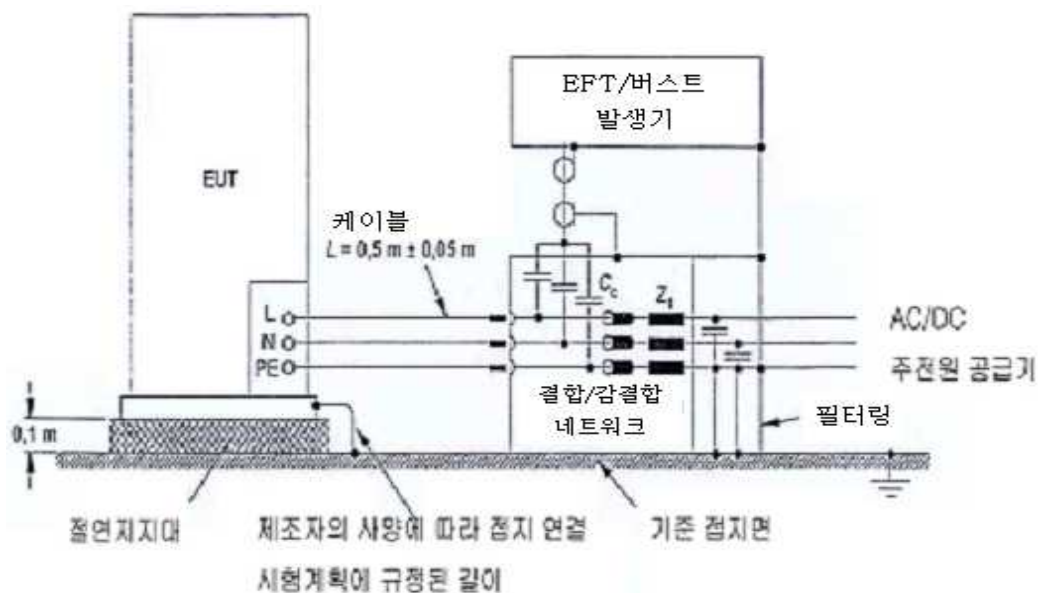 EFT/버스트
발생기
EUT
케이블
L = 0,5 m ± 0,05 m
Cc
Z1
L
N
PE
AC/DC
주전원 공급기
결합/감결합
네트워크
필터링
0,1 m
절연지지대
제조자의 사양에 따라 접지 연결
시험계획에 규정된 길이
기준 접지면